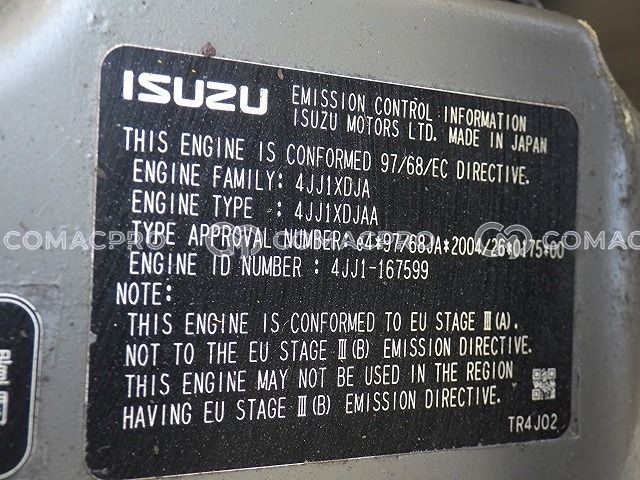 ISUZU EMISSION CONTROL INFORMATION
ISUZU MOTORS LTD. MADE IN JAPAN
THIS ENGINE IS CONFORMED 97/68/EC DIRECTIVE.
ENGINE FAMILY: 4JJ1XDJA
ENGINE TYPE : 4JJ1XDJAA
TYPE APPROVAL NUMBER: e4*97/68JA*2004/26*0175*00
ENGINE ID NUMBER : 4JJ1-167599
NOTE:
THIS ENGINE IS CONFORMED TO EU STAGE Ⅲ(A).
NOT TO THE EU STAGE Ⅲ(B) EMISSION DIRECTIVE.
THIS ENGINE MAY NOT BE USED IN THE REGION
HAVING EU STAGE Ⅲ(B) EMISSION DIRECTIVE.
TR4J02
COMACPRO COMACPRO COMACPRO